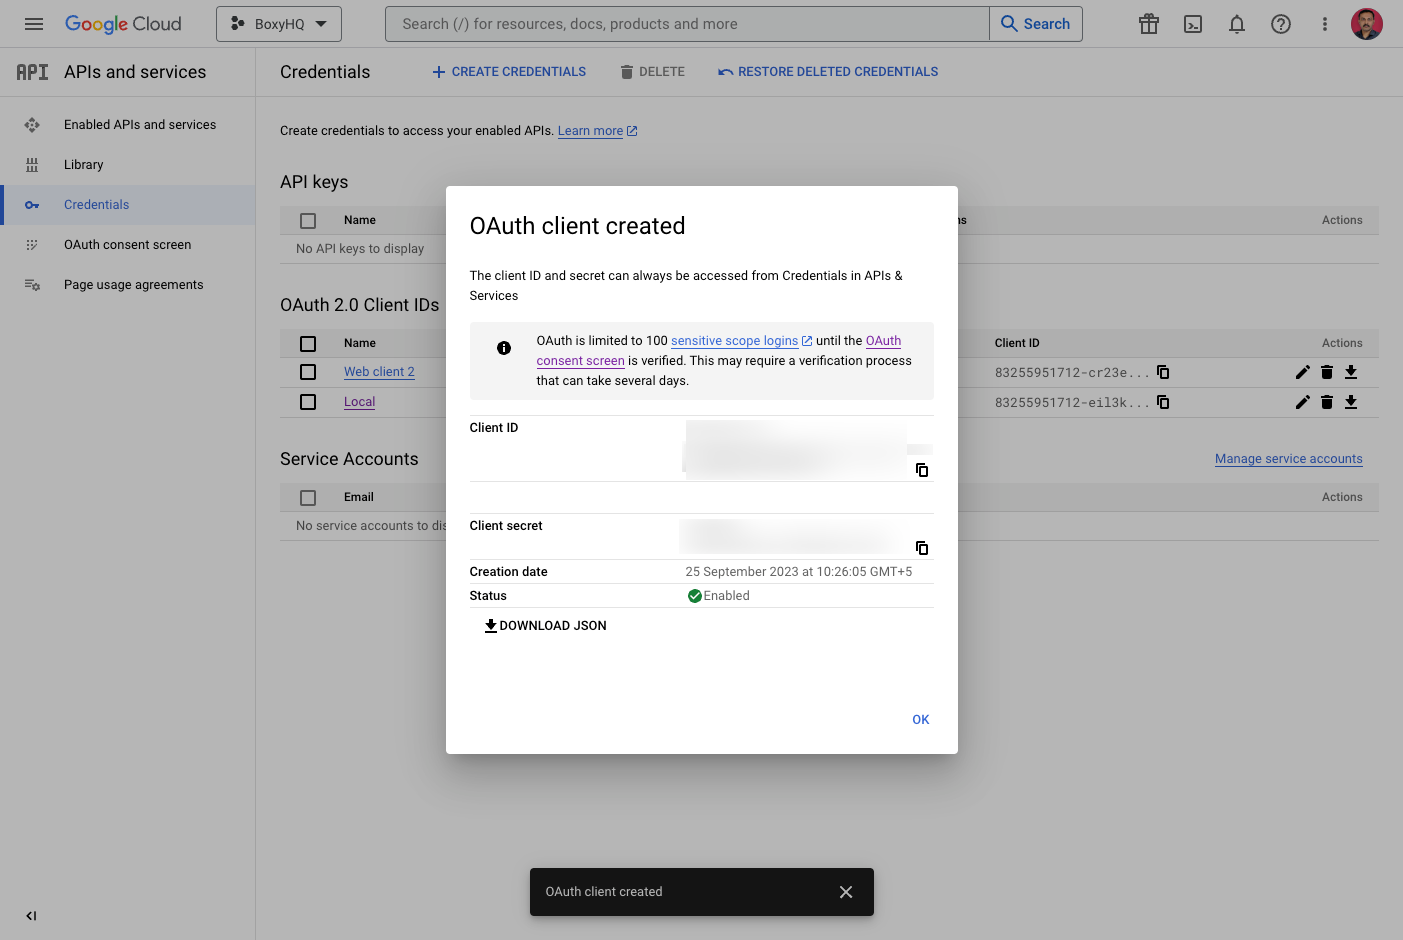 Google Cloud
BoxyHQ
Search (/) for resources, docs, products and more
Search
API
APIs and services
Credentials
CREATE CREDENTIALS
DELETE
RESTORE DELETED CREDENTIALS
Enabled APIs and services
Library
Credentials
OAuth consent screen
Page usage agreements
Create credentials to access your enabled APIs. Learn more
API keys
Name
Actions
No API keys to display
OAuth 2.0 Client IDs
Name
Client ID
Actions
Web client 2
83255951712-cr23e...
Local
83255951712-eil3k...
Service Accounts
Manage service accounts
Email
Actions
No service accounts to
OAuth client created
The client ID and secret can always be accessed from Credentials in APIs &
Services
OAuth is limited to 100 sensitive scope logins until the OAuth
consent screen is verified. This may require a verification process
that can take several days.
Client ID
Client secret
Creation date
25 September 2023 at 10:26:05 GMT+5
Status
Enabled
DOWNLOAD JSON
OK
OAuth client created